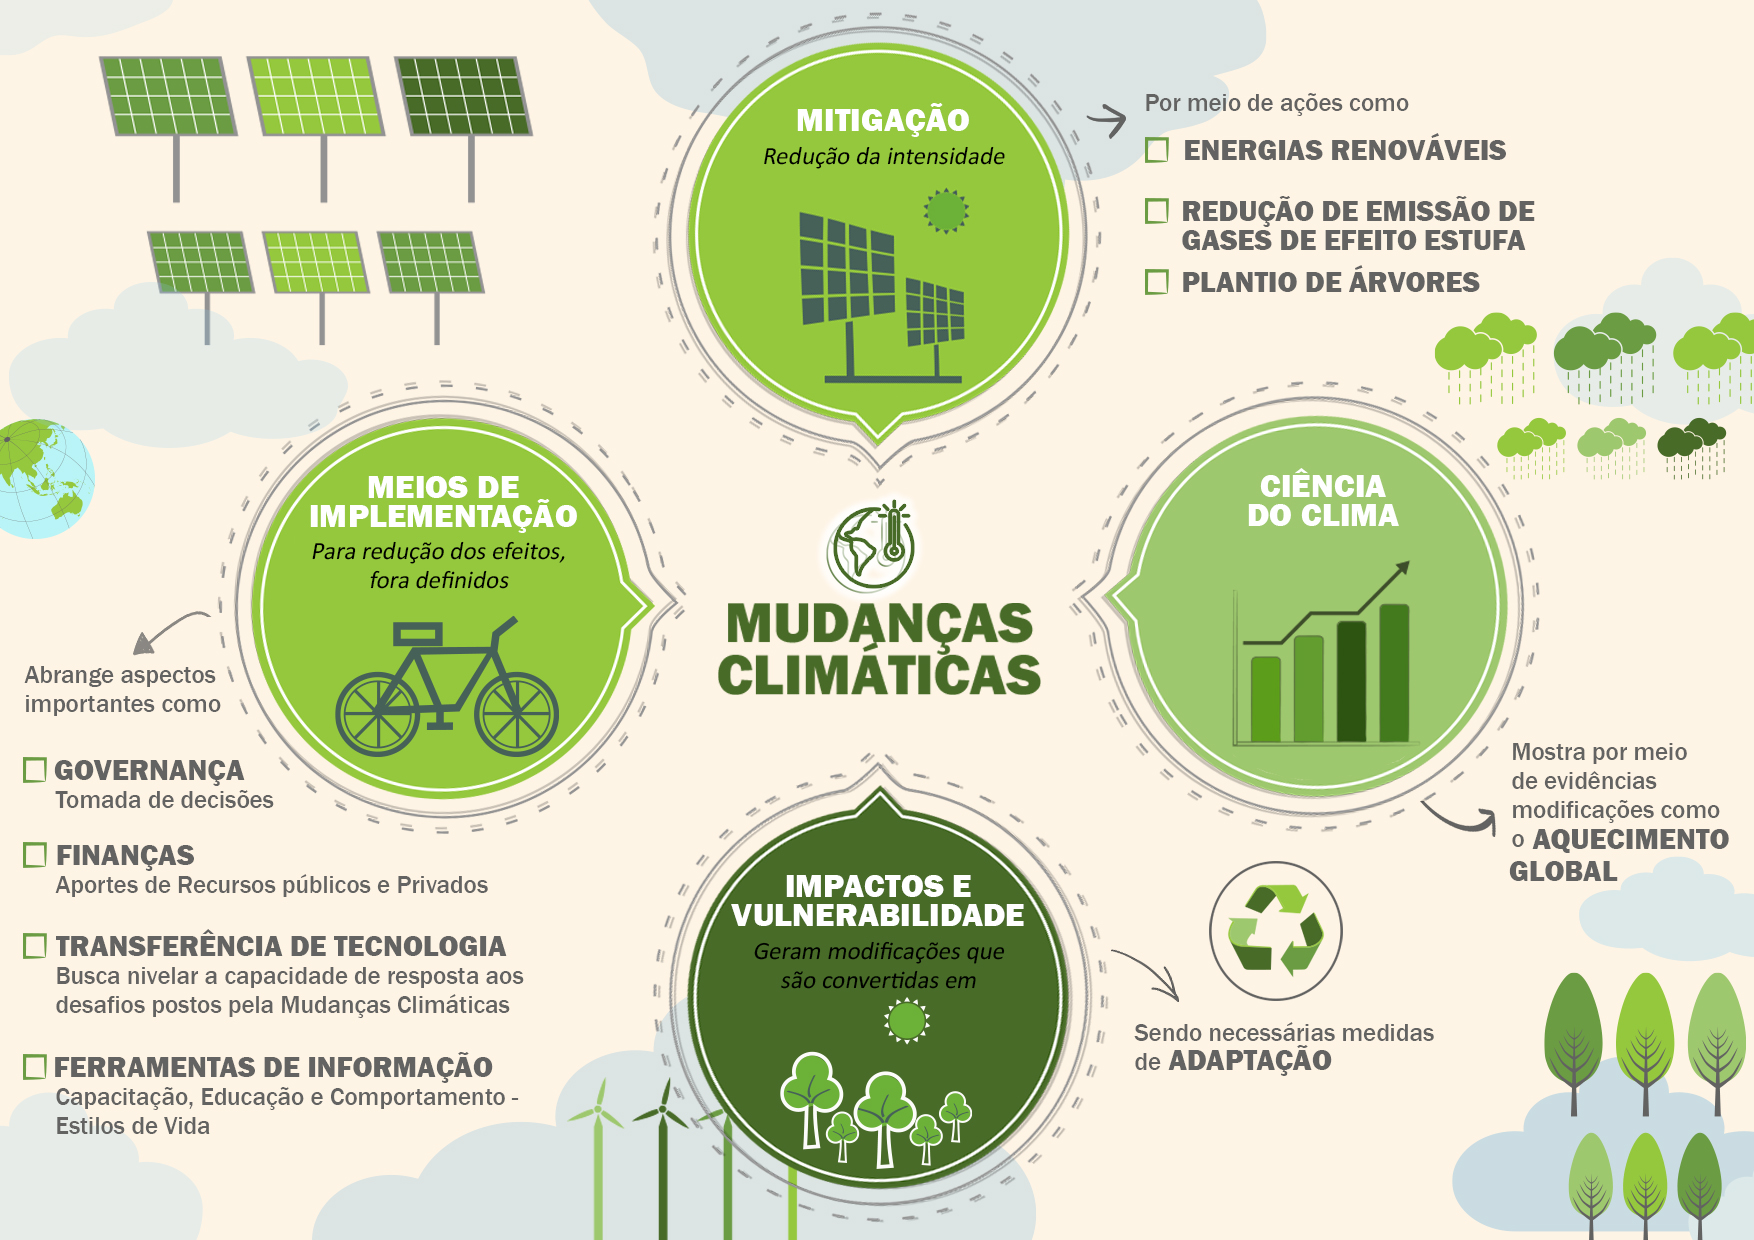 MITIGAÇÃO
Redução da intensidade
Por meio de ações como
ENERGIAS RENOVÁVEIS
REDUÇÃO DE EMISSÃO DE
GASES DE EFEITO ESTUFA
PLANTIO DE ÁRVORES
MEIOS DE
IMPLEMENTAÇÃO
Para redução dos efeitos,
fora definidos
Abrange aspectos
importantes como
GOVERNANÇA
Tomada de decisões
FINANÇAS
Aportes de Recursos públicos e Privados
TRANSFERÊNCIA DE TECNOLOGIA
Busca nivelar a capacidade de resposta aos
desafios postos pela Mudanças Climáticas
FERRAMENTAS DE INFORMAÇÃO
Capacitação, Educação e Comportamento -
Estilos de Vida
MUDANÇAS
CLIMÁTICAS
CIÊNCIA
DO CLIMA
Mostra por meio
de evidências
modificações como
o AQUECIMENTO
GLOBAL
IMPACTOS E
VULNERABILIDADE
Geram modificações que
são convertidas em
Sendo necessárias medidas
de ADAPTAÇÃO